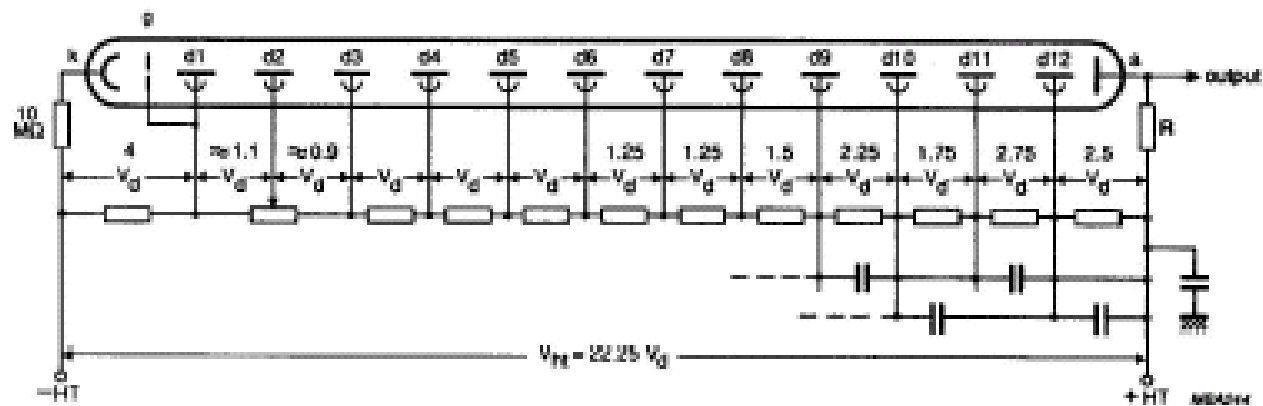 g
k d1 d2 d3 d4 d5 d6 d7 d8 d9 d10 d11 d12 a output
10 MΩ
R
4 ≈1.1 ≈0.9 1.25 1.25 1.5 2.25 1.75 2.75 2.5
Vd Vd Vd Vd Vd Vd Vd Vd Vd Vd Vd Vd Vd
Vht = 22.25 Vd
−HT +HT